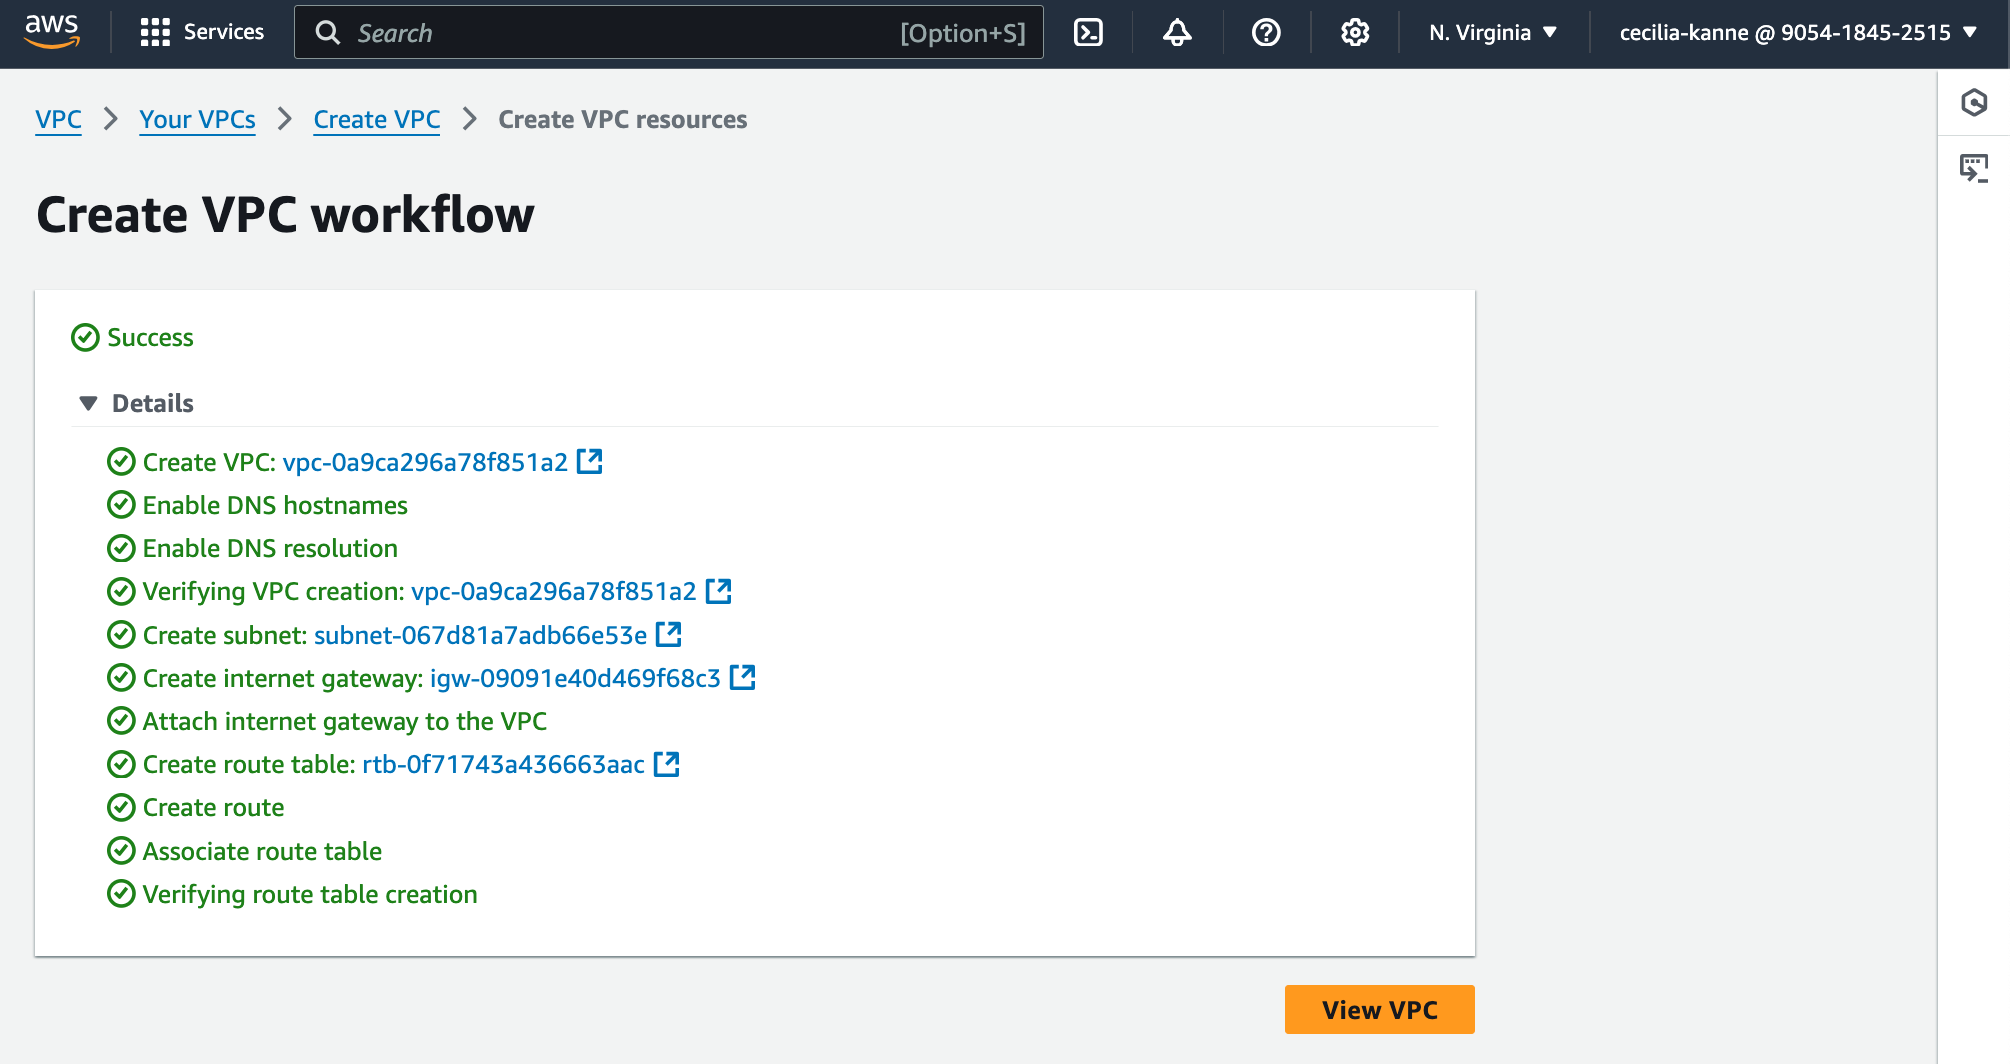 aws Services Search [Option+S] N. Virginia cecilia-kanne @ 9054-1845-2515
VPC Your VPCs Create VPC Create VPC resources
Create VPC workflow
Success
Details
Create VPC: vpc-0a9ca296a78f851a2
Enable DNS hostnames
Enable DNS resolution
Verifying VPC creation: vpc-0a9ca296a78f851a2
Create subnet: subnet-067d81a7adb66e53e
Create internet gateway: igw-09091e40d469f68c3
Attach internet gateway to the VPC
Create route table: rtb-0f71743a436663aac
Create route
Associate route table
Verifying route table creation
View VPC